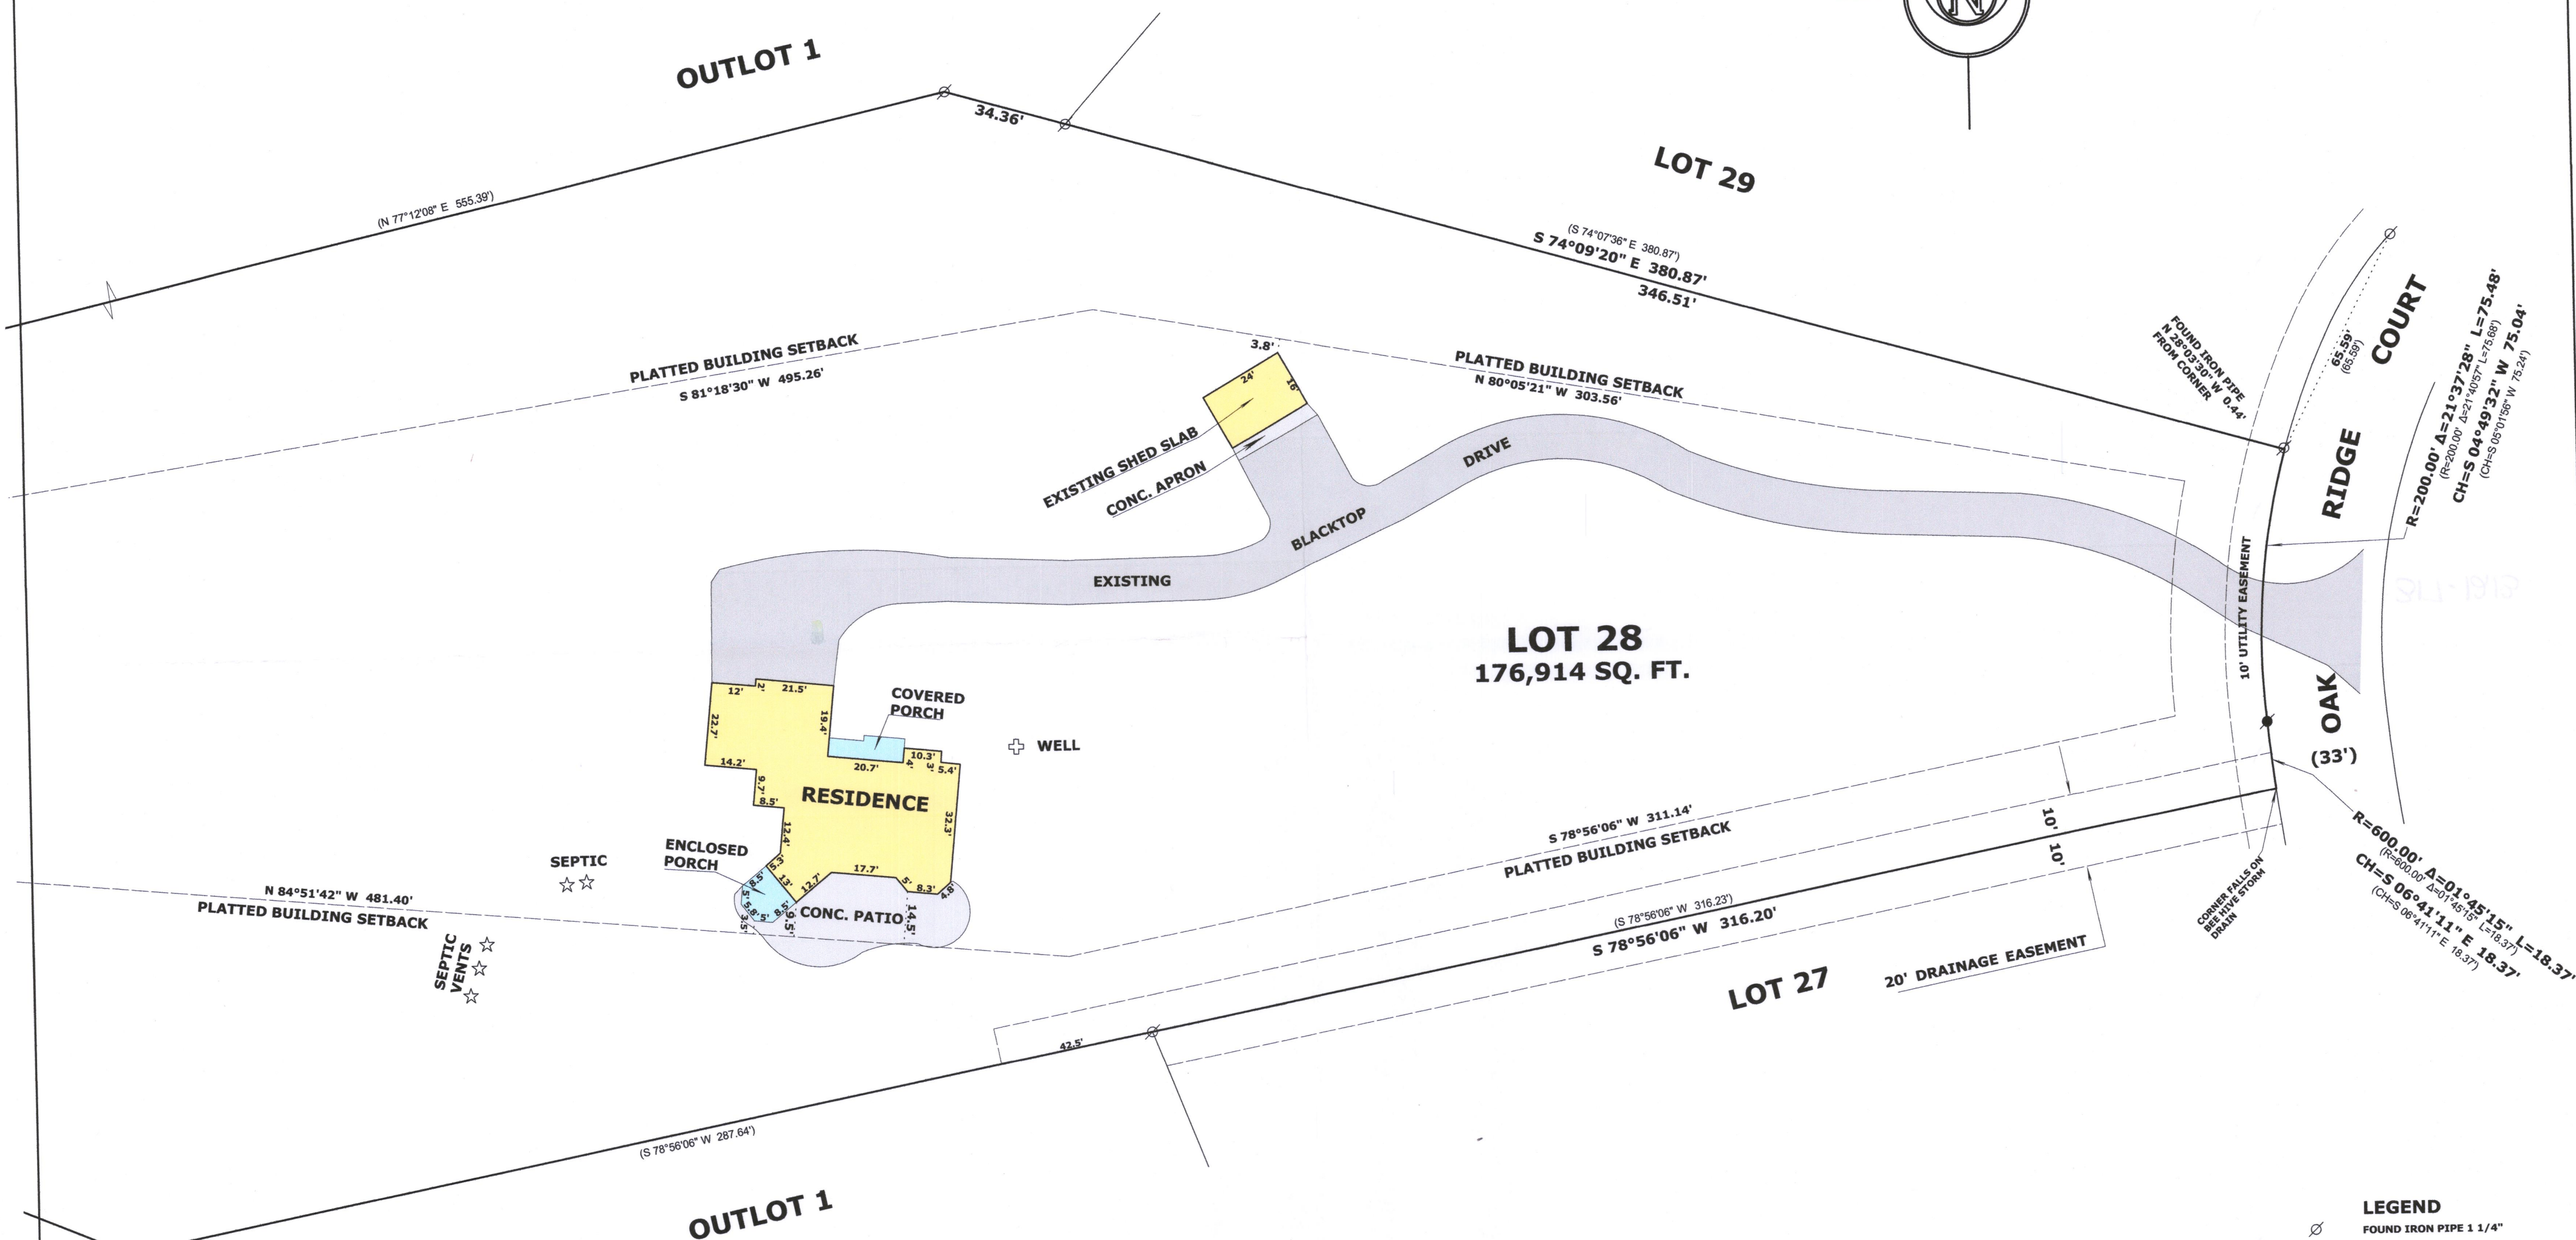 N
OUTLOT 1
34.36'
LOT 29
(N 77°12'08" E 555.39')
(S 74°07'36" E 380.87')
S 74°09'20" E 380.87'
346.51'
PLATTED BUILDING SETBACK
S 81°18'30" W 495.26'
3.8'
24'
16'
PLATTED BUILDING SETBACK
N 80°05'21" W 303.56'
FOUND IRON PIPE
N 28°03'30" W 0.44'
FROM CORNER
65.59'
(65.59')
OAK RIDGE COURT
(33')
R=200.00' Δ=21°37'28" L=75.48'
(R=200.00' Δ=21°40'57" L=75.68')
CH=S 04°49'32" W 75.04'
(CH=S 05°01'56" W 75.24')
EXISTING SHED SLAB
CONC. APRON
EXISTING
BLACKTOP
DRIVE
10' UTILITY EASEMENT
LOT 28
176,914 SQ. FT.
12'
2'
21.5'
22.7'
19.4'
COVERED
PORCH
WELL
20.7'
10.3'
4'
3'
5.4'
14.2'
9.7'
8.5'
RESIDENCE
32.3'
12.4'
ENCLOSED
PORCH
5.3'
13'
8.5'
5'
5.8'
5'
8.5'
12.7'
17.7'
5'
8.3'
4.8'
3.5'
9.5'
14.5'
CONC. PATIO
SEPTIC
N 84°51'42" W 481.40'
PLATTED BUILDING SETBACK
SEPTIC
VENTS
S 78°56'06" W 311.14'
PLATTED BUILDING SETBACK
10'
10'
(S 78°56'06" W 316.23')
S 78°56'06" W 316.20'
LOT 27
20' DRAINAGE EASEMENT
CORNER FALLS ON
BEE HIVE STORM
DRAIN
R=600.00' Δ=01°45'15" L=18.37'
(R=600.00' Δ=01°45'15" L=18.37')
CH=S 06°41'11" E 18.37'
(CH=S 06°41'11" E 18.37')
42.5'
(S 78°56'06" W 287.64')
OUTLOT 1
LEGEND
FOUND IRON PIPE 1 1/4"